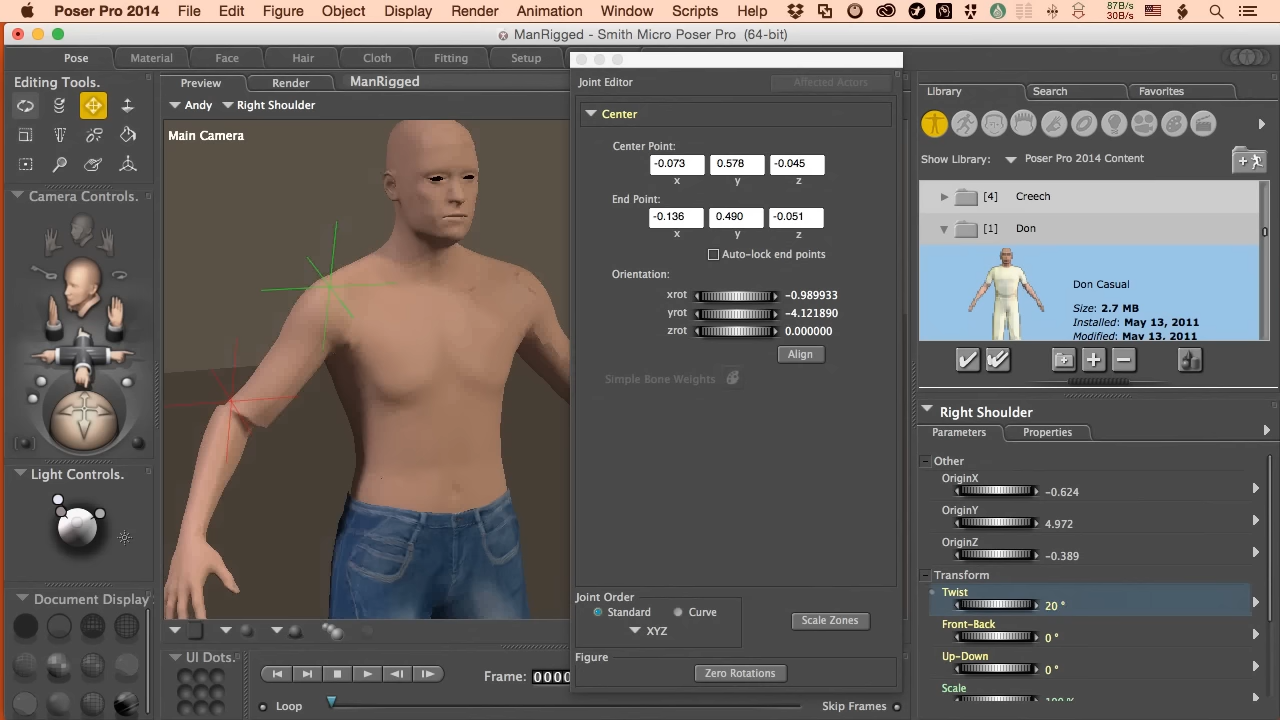 Poser Pro 2014 File Edit Figure Object Display Render Animation Window Scripts Help 87B/s 30B/s
ManRigged - Smith Micro Poser Pro (64-bit)
Pose Material Face Hair Cloth Fitting Setup
Editing Tools.
Preview Render ManRigged
Andy Right Shoulder
Main Camera
Camera Controls.
Light Controls.
Document Display
UI Dots.
Loop
Frame: 0000
Skip Frames
Joint Editor Affected Actors
Center
Center Point:
-0.073 0.578 -0.045
x y z
End Point:
-0.136 0.490 -0.051
x y z
Auto-lock end points
Orientation:
xrot -0.989933
yrot -4.121890
zrot 0.000000
Align
Simple Bone Weights
Joint Order
Standard Curve
XYZ
Scale Zones
Figure
Zero Rotations
Library Search Favorites
Show Library: Poser Pro 2014 Content
[4] Creech
[1] Don
Don Casual
Size: 2.7 MB
Installed: May 13, 2011
Modified: May 13, 2011
Right Shoulder
Parameters Properties
Other
OriginX
-0.624
OriginY
4.972
OriginZ
-0.389
Transform
Twist
20 °
Front-Back
0 °
Up-Down
0 °
Scale
100 %